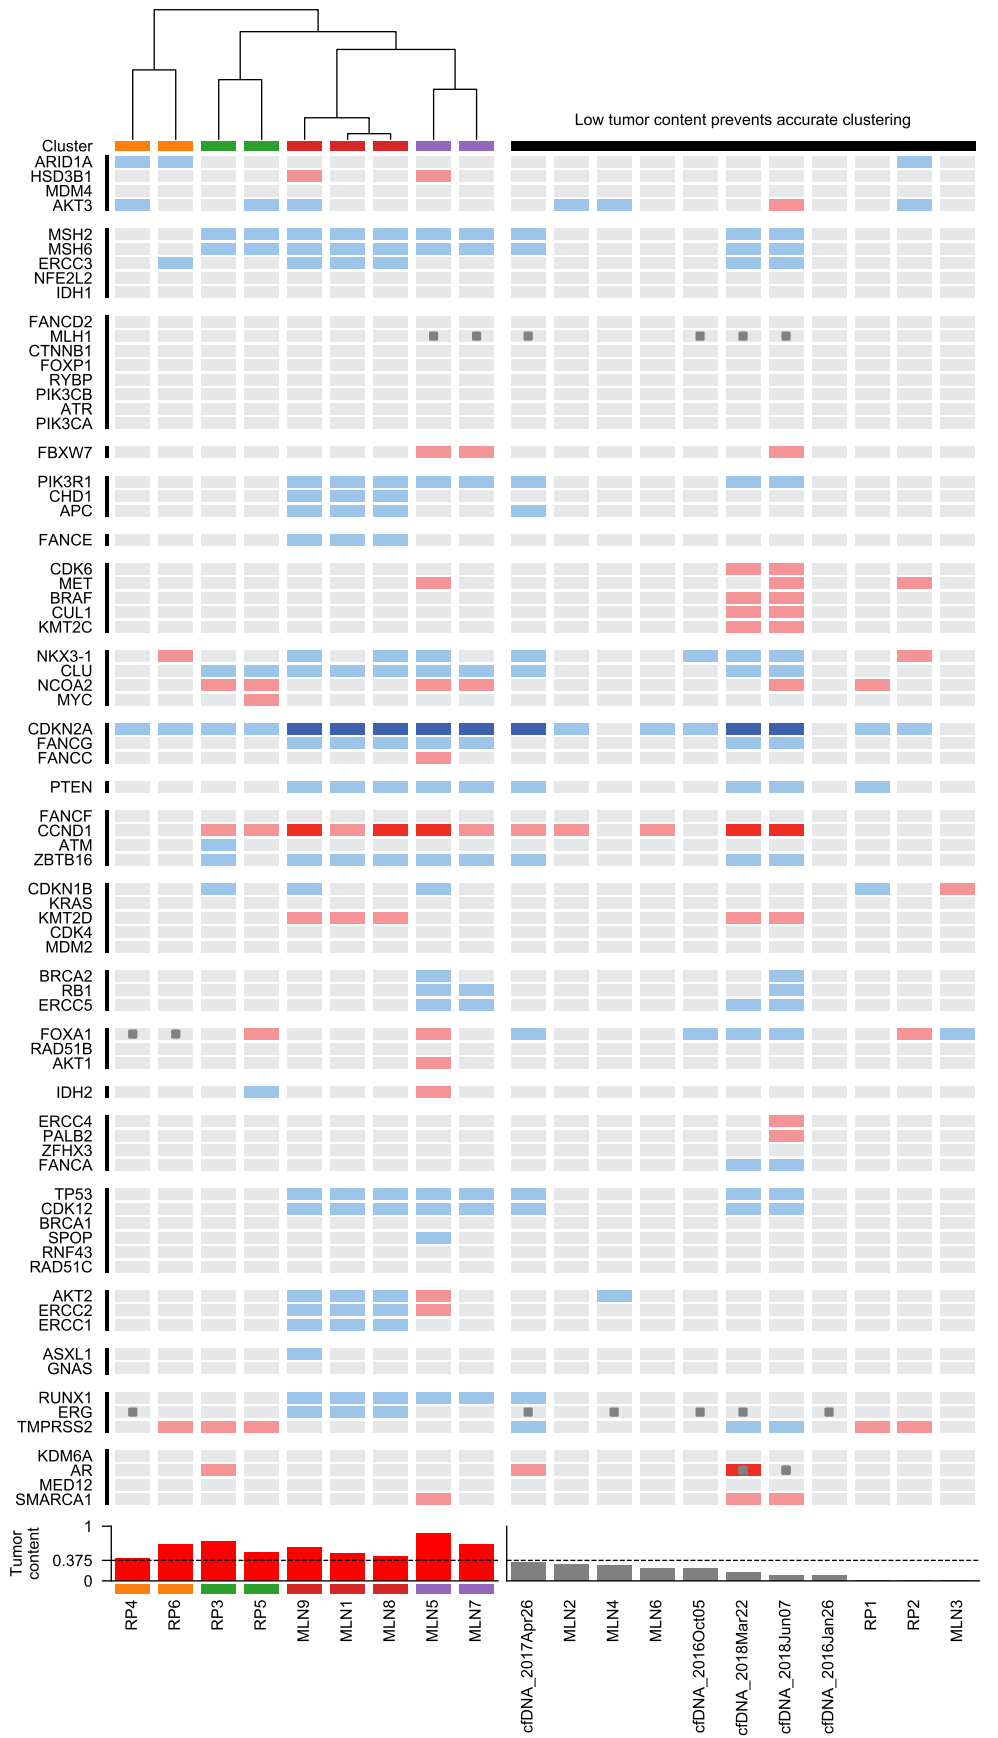 Low tumor content prevents accurate clustering
Cluster
ARID1A
HSD3B1
MDM4
AKT3
MSH2
MSH6
ERCC3
NFE2L2
IDH1
FANCD2
MLH1
CTNNB1
FOXP1
RYBP
PIK3CB
ATR
PIK3CA
FBXW7
PIK3R1
CHD1
APC
FANCE
CDK6
MET
BRAF
CUL1
KMT2C
NKX3-1
CLU
NCOA2
MYC
CDKN2A
FANCG
FANCC
PTEN
FANCF
CCND1
ATM
ZBTB16
CDKN1B
KRAS
KMT2D
CDK4
MDM2
BRCA2
RB1
ERCC5
FOXA1
RAD51B
AKT1
IDH2
ERCC4
PALB2
ZFHX3
FANCA
TP53
CDK12
BRCA1
SPOP
RNF43
RAD51C
AKT2
ERCC2
ERCC1
ASXL1
GNAS
RUNX1
ERG
TMPRSS2
KDM6A
AR
MED12
SMARCA1
Tumor
content
1
0.375
0
RP4
RP6
RP3
RP5
MLN9
MLN1
MLN8
MLN5
MLN7
cfDNA_2017Apr26
MLN2
MLN4
MLN6
cfDNA_2016Oct05
cfDNA_2018Mar22
cfDNA_2018Jun07
cfDNA_2016Jan26
RP1
RP2
MLN3